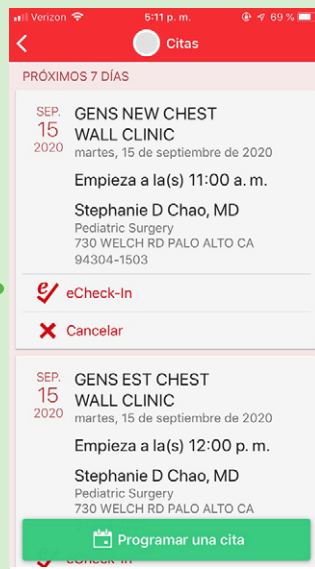 Verizon 5:11 p. m. 69 %
Citas
PRÓXIMOS 7 DÍAS
SEP. 15 2020
GENS NEW CHEST
WALL CLINIC
martes, 15 de septiembre de 2020
Empieza a la(s) 11:00 a. m.
Stephanie D Chao, MD
Pediatric Surgery
730 WELCH RD PALO ALTO CA
94304-1503
eCheck-In
Cancelar
SEP. 15 2020
GENS EST CHEST
WALL CLINIC
martes, 15 de septiembre de 2020
Empieza a la(s) 12:00 p. m.
Stephanie D Chao, MD
Pediatric Surgery
730 WELCH RD PALO ALTO CA
Programar una cita
eCheck-In